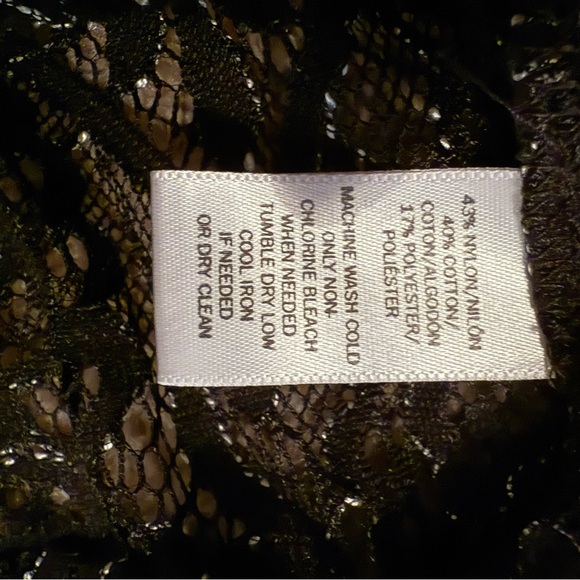 43% NYLON/NILÓN
40% COTTON/
COTON/ALGODÓN
17% POLYESTER/
POLIÉSTER
MACHINE WASH COLD
ONLY NON-
CHLORINE BLEACH
WHEN NEEDED
TUMBLE DRY LOW
COOL IRON
IF NEEDED
OR DRY CLEAN